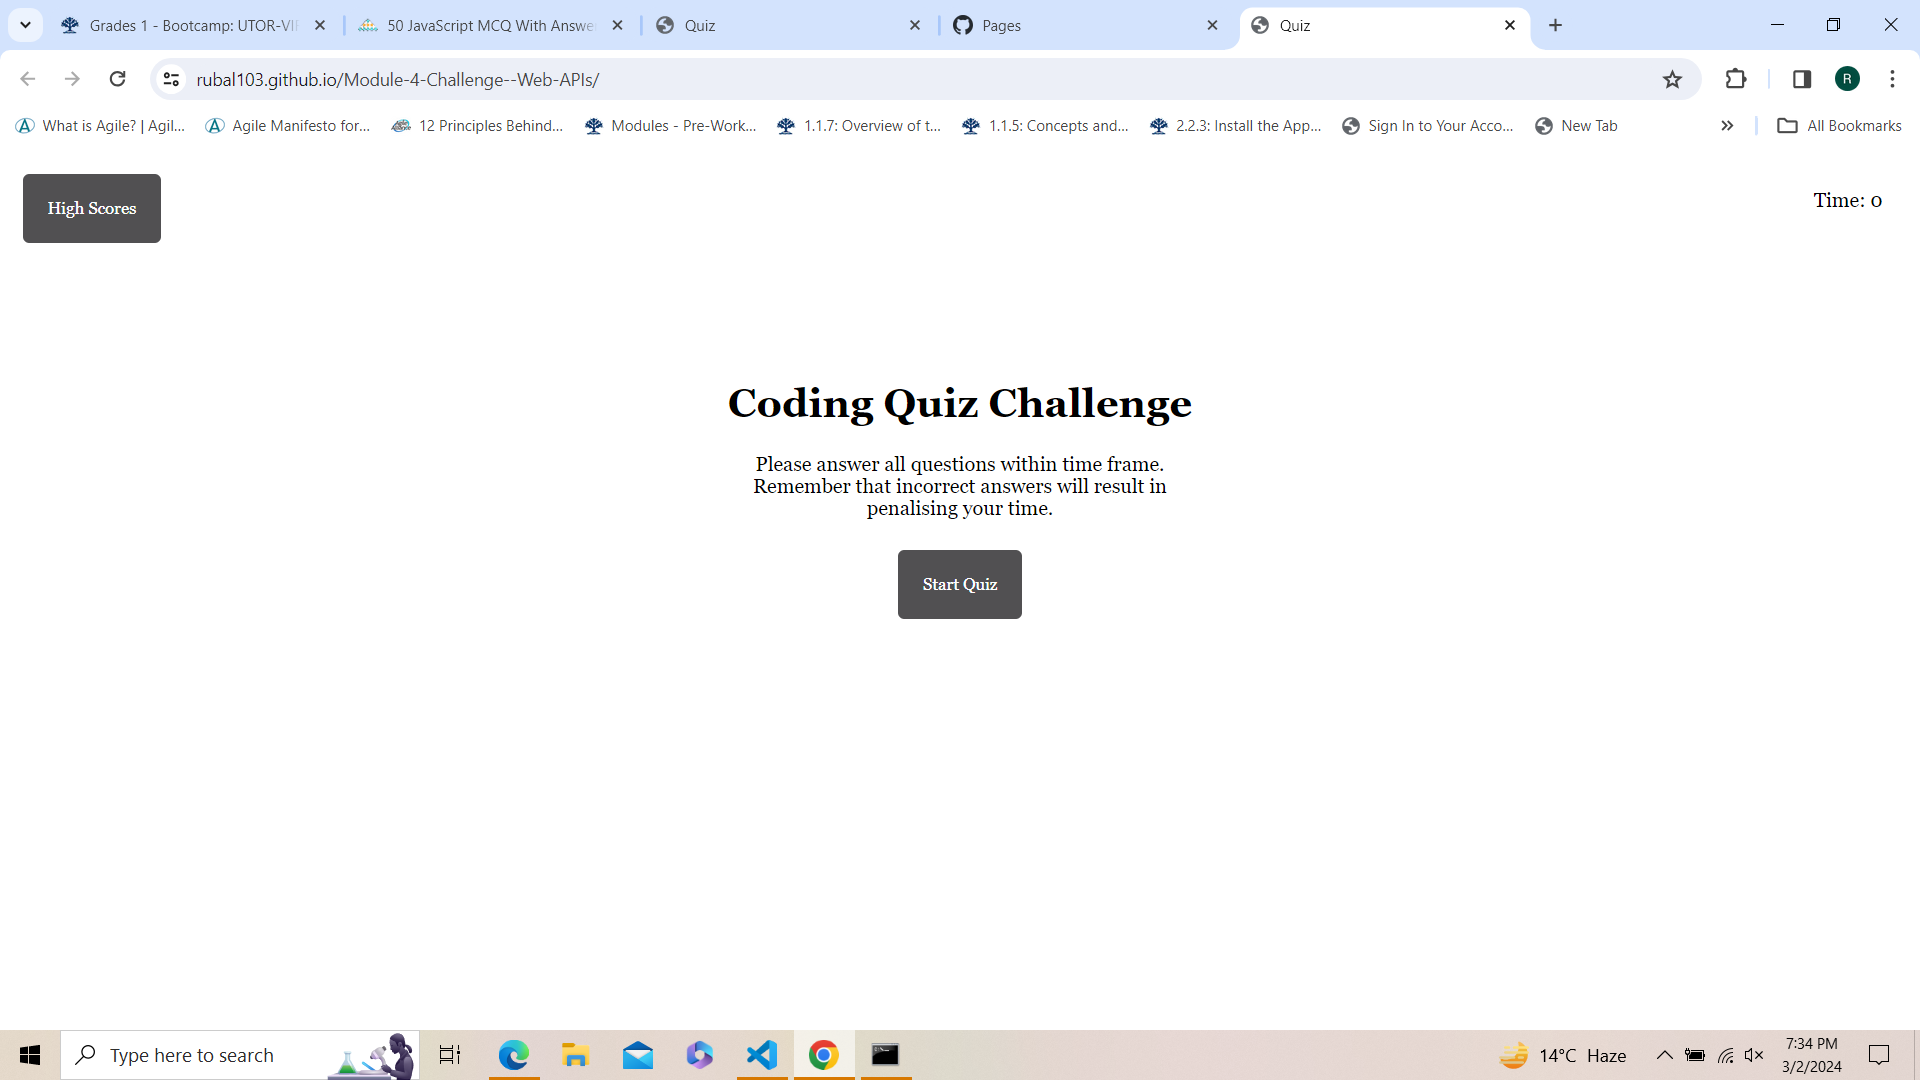 Grades 1 - Bootcamp: UTOR-VIR
50 JavaScript MCQ With Answe
Quiz
Pages
Quiz
rubal103.github.io/Module-4-Challenge--Web-APIs/
R
What is Agile? | Agil...
Agile Manifesto for...
12 Principles Behind...
Modules - Pre-Work...
1.1.7: Overview of t...
1.1.5: Concepts and...
2.2.3: Install the App...
Sign In to Your Acco...
New Tab
All Bookmarks
High Scores
Time: 0
Coding Quiz Challenge
Please answer all questions within time frame.
Remember that incorrect answers will result in
penalising your time.
Start Quiz
Type here to search
14°C Haze
7:34 PM
3/2/2024